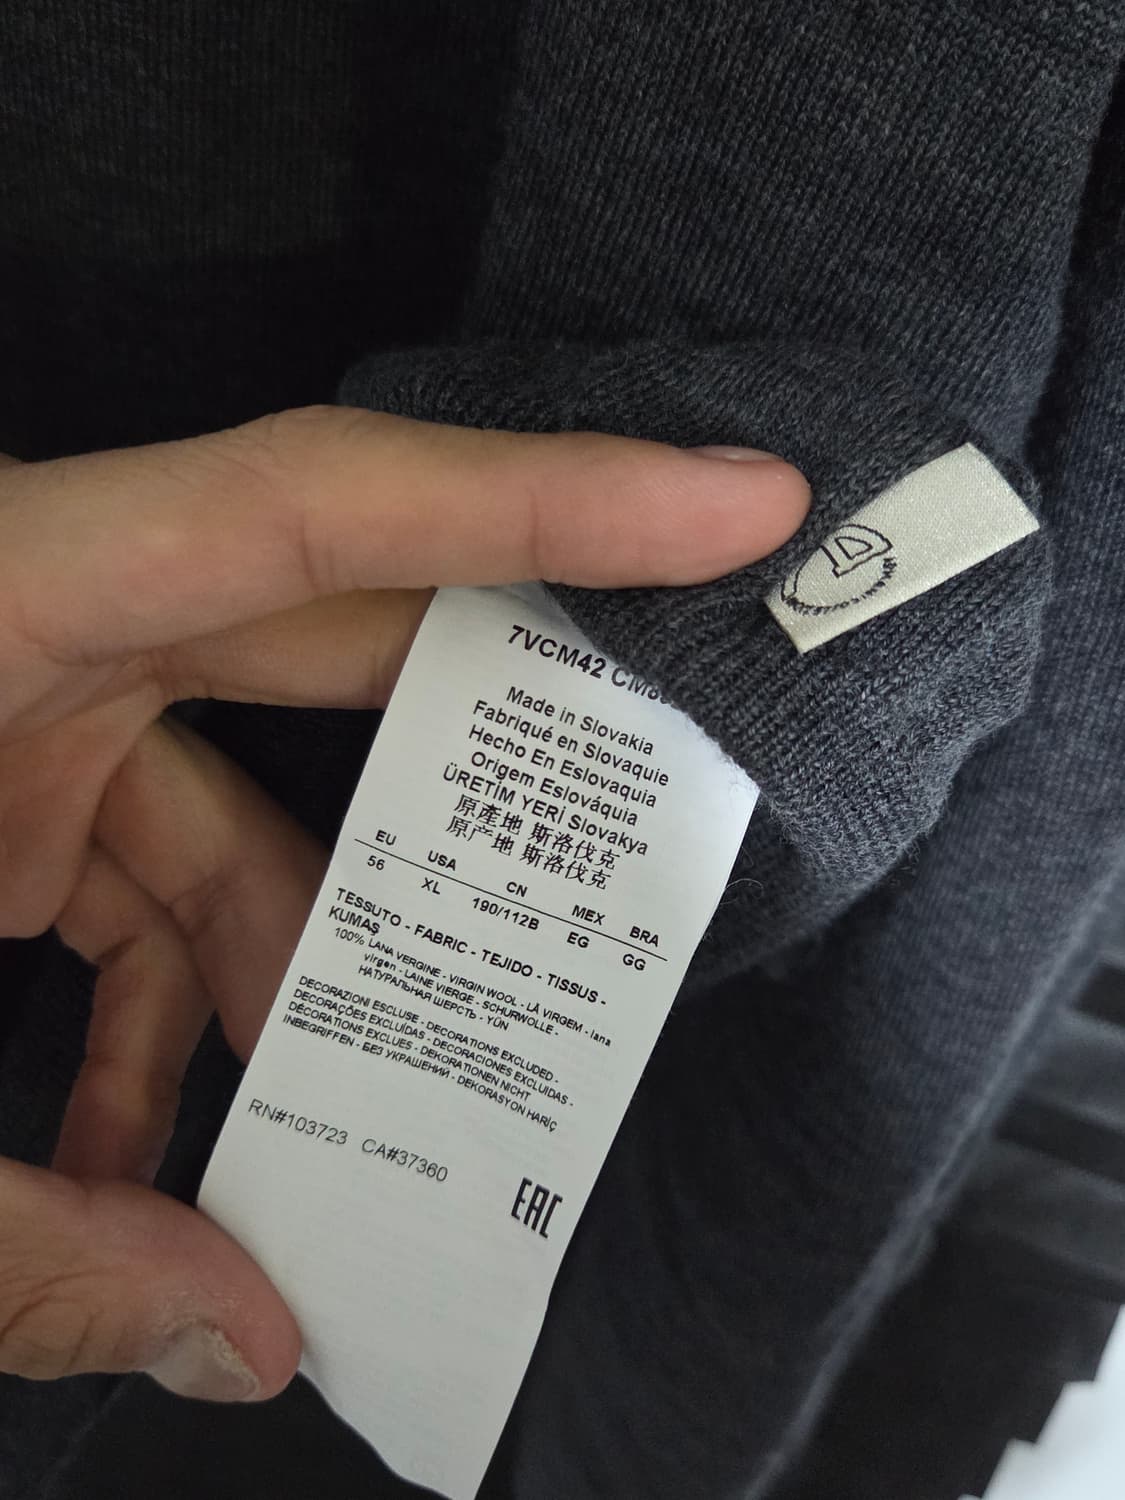 7VCM42
Made in Slovakia
Fabriqué en Slovaquie
Hecho En Eslovaquia
Origem Eslováquia
ÜRETİM YERİ Slovakya
原產地 斯洛伐克
原产地 斯洛伐克
EU USA CN MEX BRA
56 XL 190/112B EG GG
TESSUTO - FABRIC - TEJIDO - TISSUS -
KUMAŞ
100% LANA VERGINE - VIRGIN WOOL - LÃ VIRGEM - lana
virgen - LAINE VIERGE - SCHURWOLLE -
НАТУРАЛЬНАЯ ШЕРСТЬ - YÜN
DECORAZIONI ESCLUSE - DECORATIONS EXCLUDED -
DECORAÇÕES EXCLUÍDAS - DECORACIONES EXCLUIDAS -
DÉCORATIONS EXCLUES - DEKORATIONEN NICHT
INBEGRIFFEN - БЕЗ УКРАШЕНИЙ - DEKORASYON HARİÇ
RN#103723 CA#37360
EAC